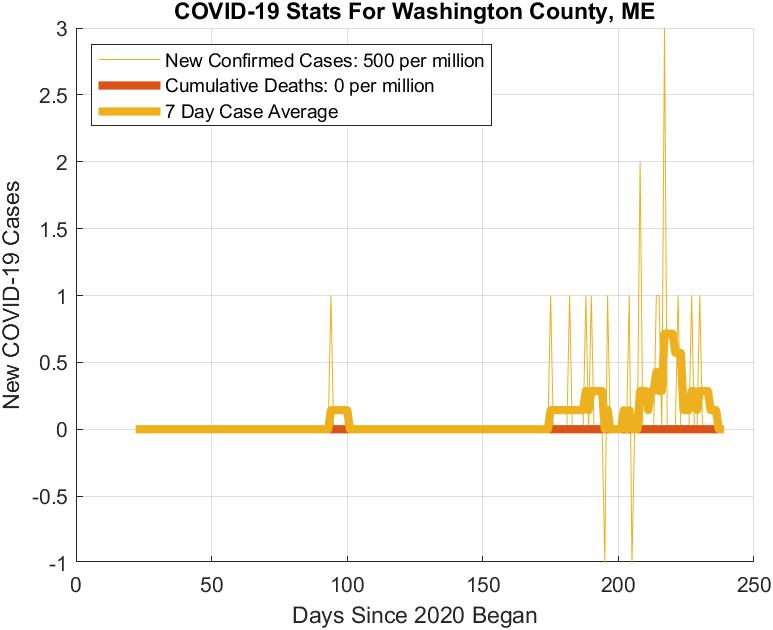 COVID-19 Stats For Washington County, ME
New Confirmed Cases: 500 per million
Cumulative Deaths: 0 per million
7 Day Case Average
New COVID-19 Cases
3
2.5
2
1.5
1
0.5
0
-0.5
-1
0 50 100 150 200 250
Days Since 2020 Began